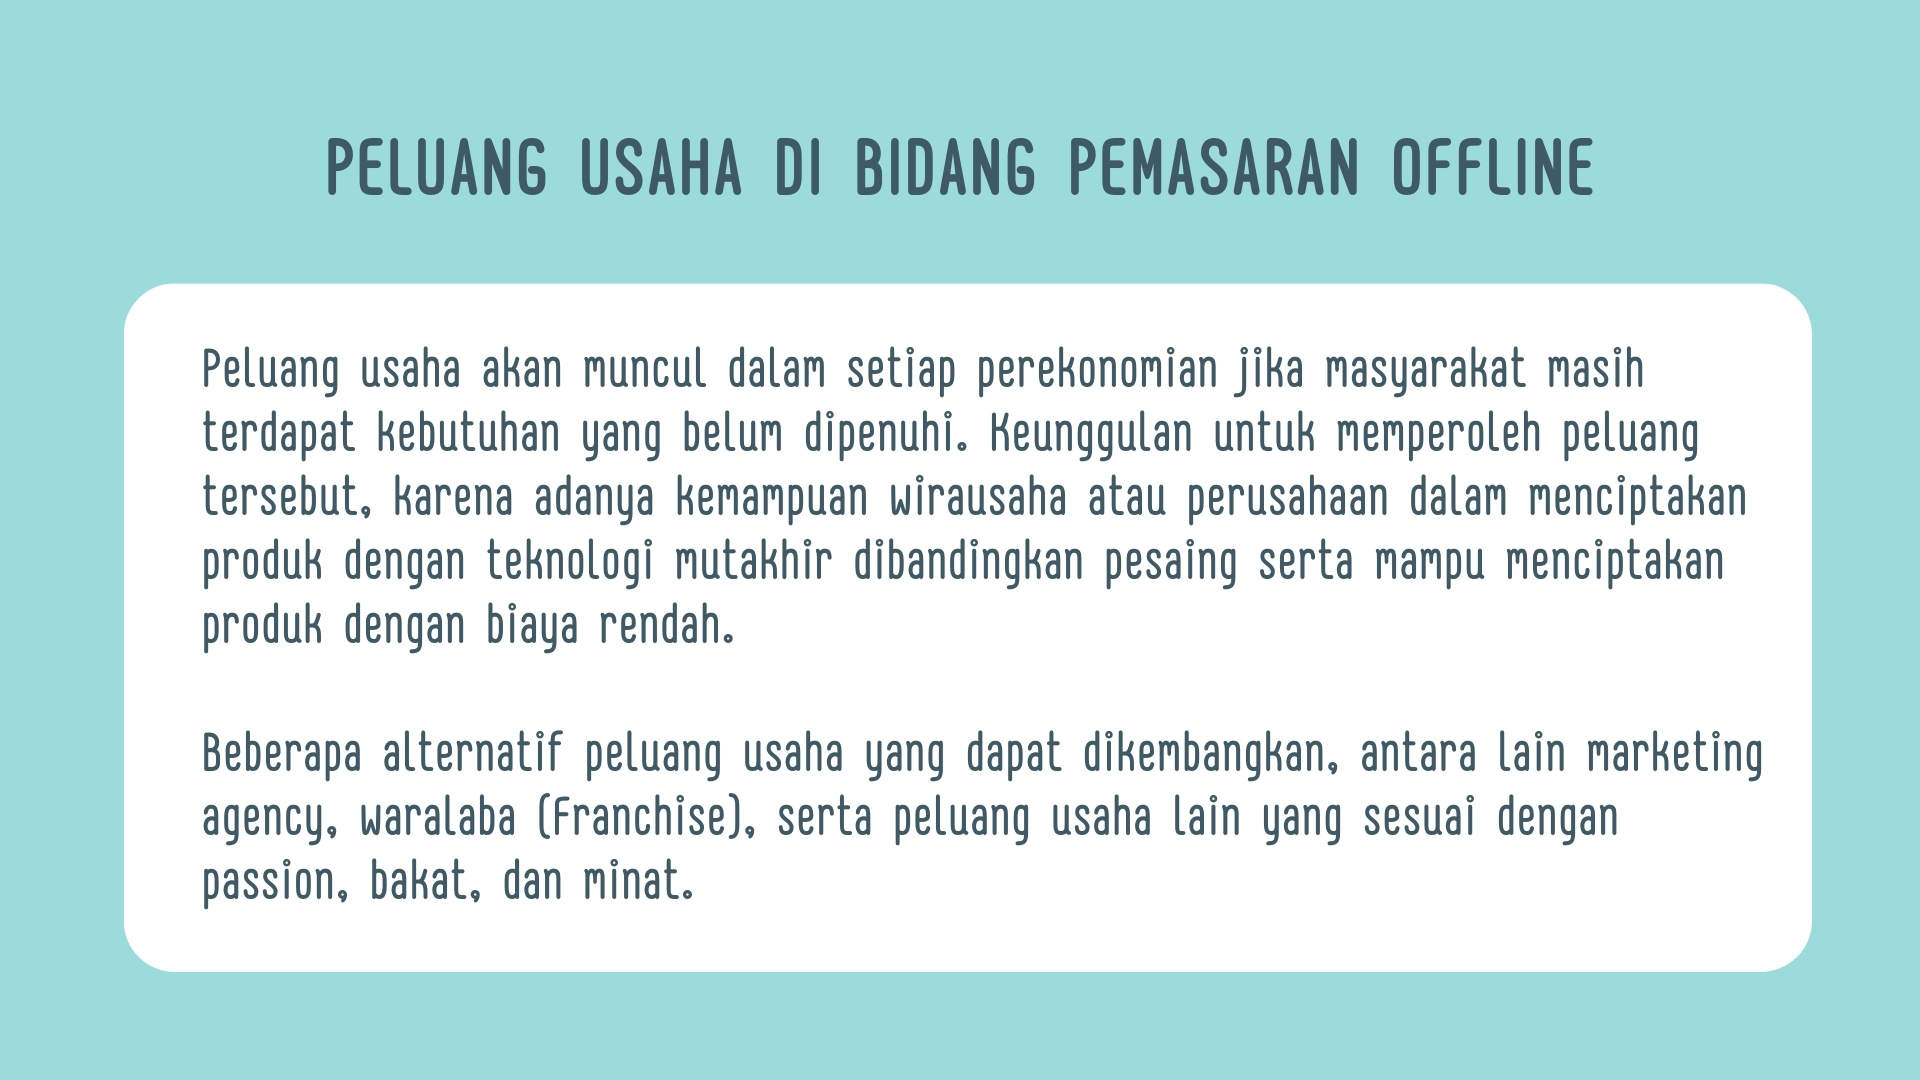 PELUANG USAHA DI BIDANG PEMASARAN OFFLINE
Peluang usaha akan muncul dalam setiap perekonomian jika masyarakat masih
terdapat kebutuhan yang belum dipenuhi. Keunggulan untuk memperoleh peluang
tersebut, karena adanya kemampuan wirausaha atau perusahaan dalam menciptakan
produk dengan teknologi mutakhir dibandingkan pesaing serta mampu menciptakan
produk dengan biaya rendah.
Beberapa alternatif peluang usaha yang dapat dikembangkan, antara lain marketing
agency, waralaba (Franchise), serta peluang usaha lain yang sesuai dengan
passion, bakat, dan minat.